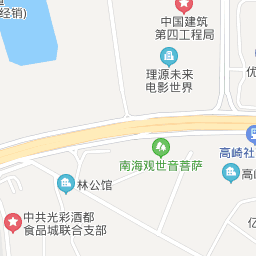 中国建筑
第四工程局
经销)
优
理源未来
电影世界
高崎社
南海观世音菩萨
高山
林公馆
中共光彩酒都
食品城联合支部
亿